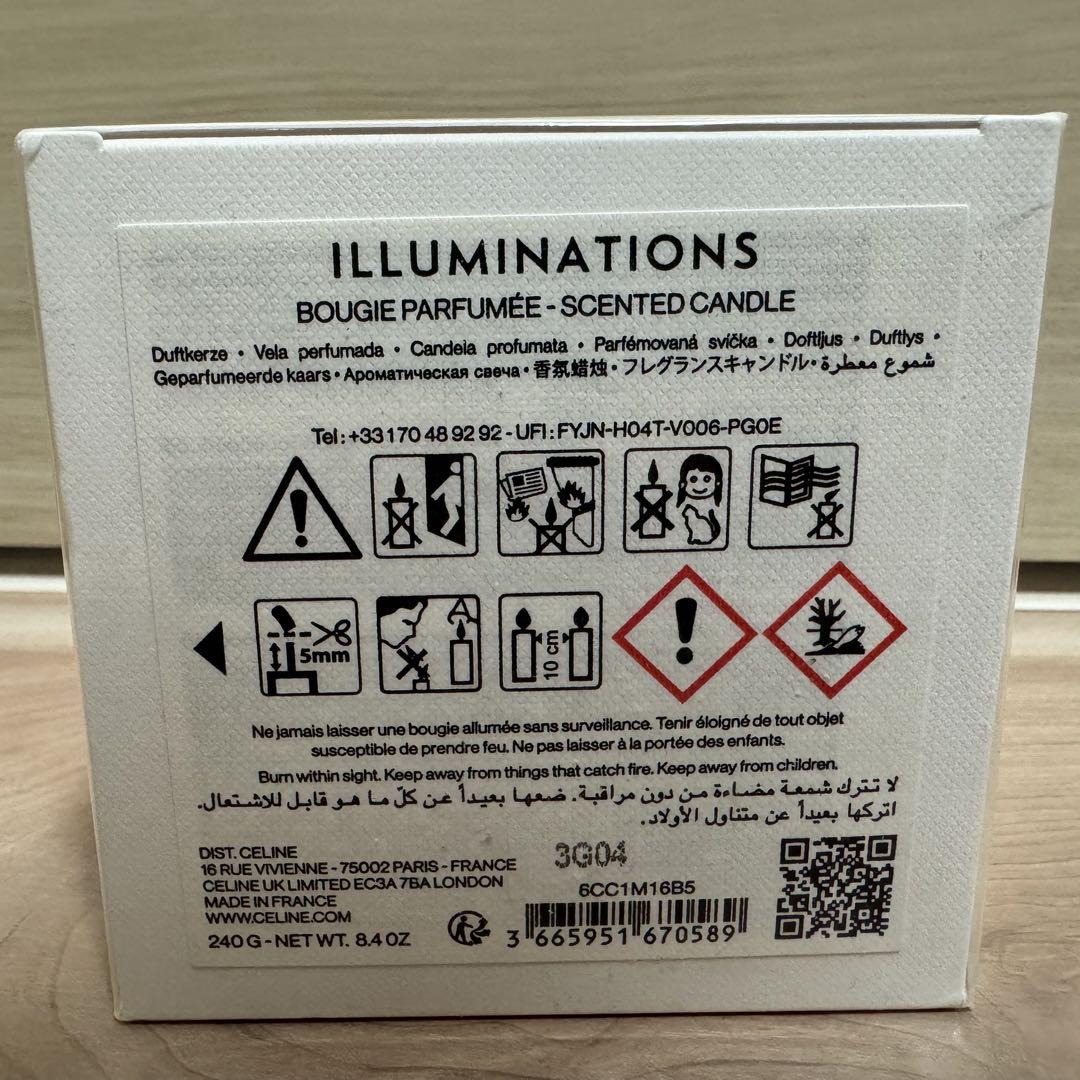 ILLUMINATIONS
BOUGIE PARFUMÉE - SCENTED CANDLE
Duftkerze • Vela perfumada • Candela profumata • Parfémovaná svíčka • Doftljus • Duftlys •
Geparfumeerde kaars • Ароматическая свеча • 香氛蜡烛 • フレグランスキャンドル • شموع معطرة
Tel : +33 1 70 48 92 92 - UFI : FYJN-H04T-V006-PG0E
5mm
10 cm
Ne jamais laisser une bougie allumée sans surveillance. Tenir éloigné de tout objet
susceptible de prendre feu. Ne pas laisser à la portée des enfants.
Burn within sight. Keep away from things that catch fire. Keep away from children.
لا تترك شمعة مضاءة من دون مراقبة. ضعها بعيداً عن كلّ ما هو قابل للاشتعال.
اتركها بعيداً عن متناول الأولاد.
DIST. CELINE
16 RUE VIVIENNE - 75002 PARIS - FRANCE
CELINE UK LIMITED EC3A 7BA LONDON
MADE IN FRANCE
WWW.CELINE.COM
240 G - NET WT. 8.4 OZ
3G04
6CC1M16B5
3 665951 670589